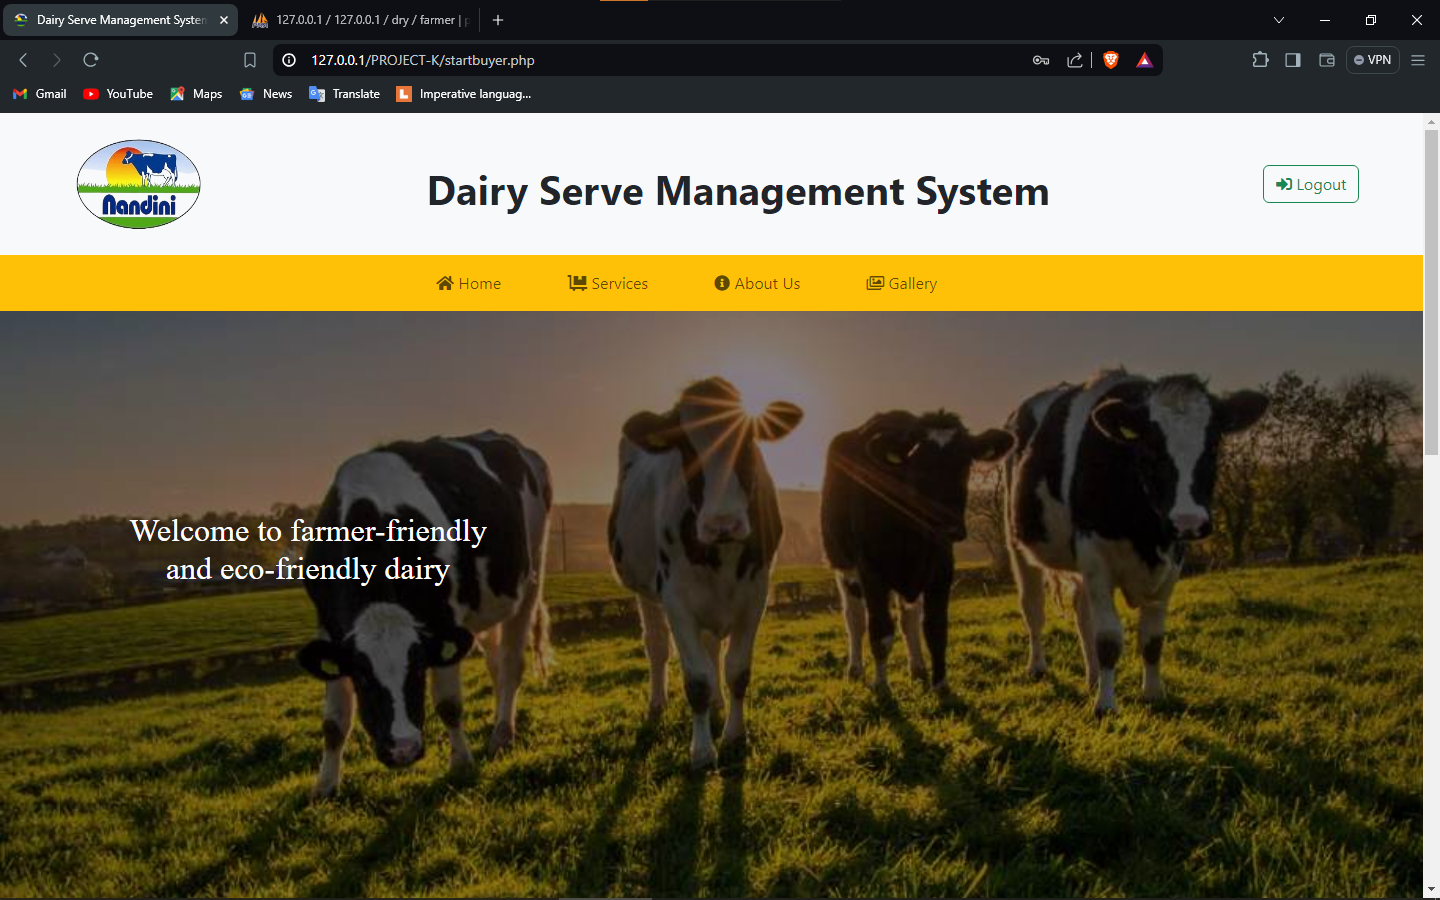 Dairy Serve Management System
127.0.0.1 / 127.0.0.1 / dry / farmer | p
127.0.0.1/PROJECT-K/startbuyer.php
VPN
Gmail
YouTube
Maps
News
Translate
Imperative languag...
Nandini
Dairy Serve Management System
Logout
Home
Services
About Us
Gallery
Welcome to farmer-friendly
and eco-friendly dairy